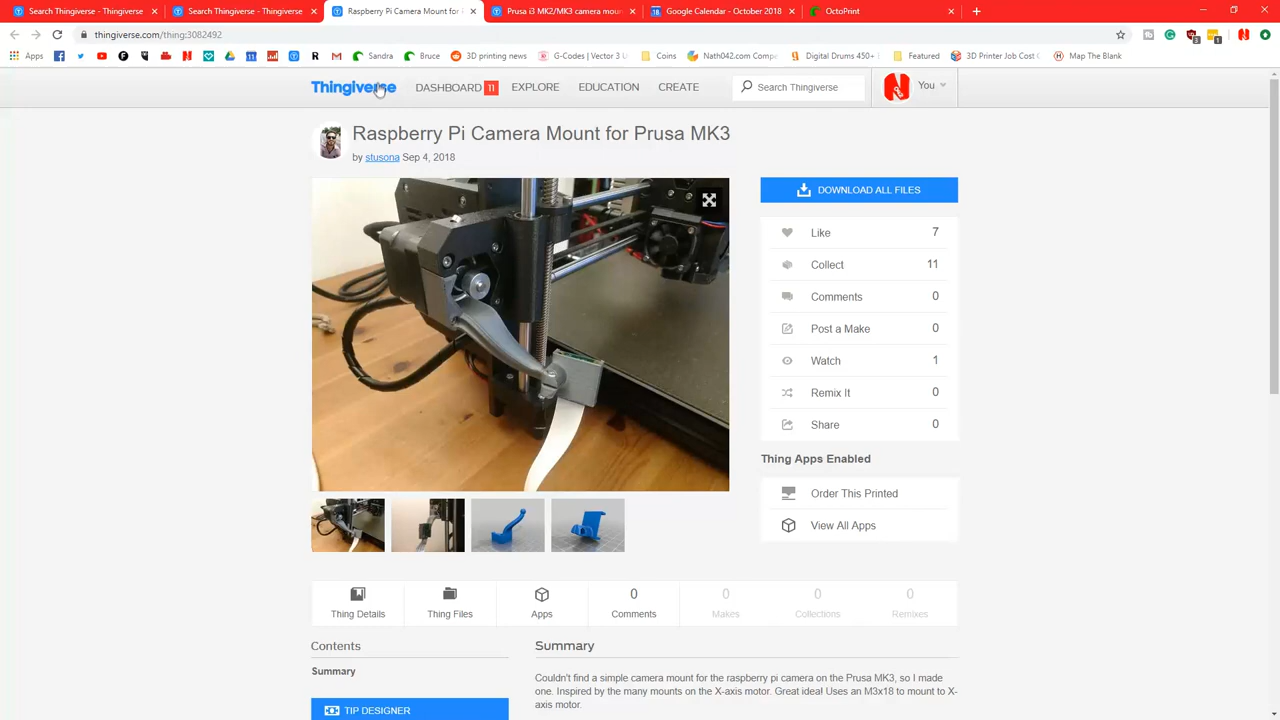 Search Thingiverse - Thingiverse
Search Thingiverse - Thingiverse
Raspberry Pi Camera Mount for
Prusa i3 MK2/MK3 camera moun
Google Calendar - October 2018
OctoPrint
thingiverse.com/thing:3082492
Apps
Sandra
Bruce
3D printing news
G-Codes | Vector 3 U
Coins
Nath042.com Compa
Digital Drums 450+ E
Featured
3D Printer Job Cost C
Map The Blank
Thingiverse
DASHBOARD 11
EXPLORE
EDUCATION
CREATE
Search Thingiverse
You
Raspberry Pi Camera Mount for Prusa MK3
by stusona Sep 4, 2018
DOWNLOAD ALL FILES
Like 7
Collect 11
Comments 0
Post a Make 0
Watch 1
Remix It 0
Share 0
Thing Apps Enabled
Order This Printed
View All Apps
Thing Details
Thing Files
Apps
0 Comments
0 Makes
0 Collections
0 Remixes
Contents
Summary
TIP DESIGNER
Summary
Couldn't find a simple camera mount for the raspberry pi camera on the Prusa MK3, so I made
one. Inspired by the many mounts on the X-axis motor. Great idea! Uses an M3x18 to mount to X-
axis motor.